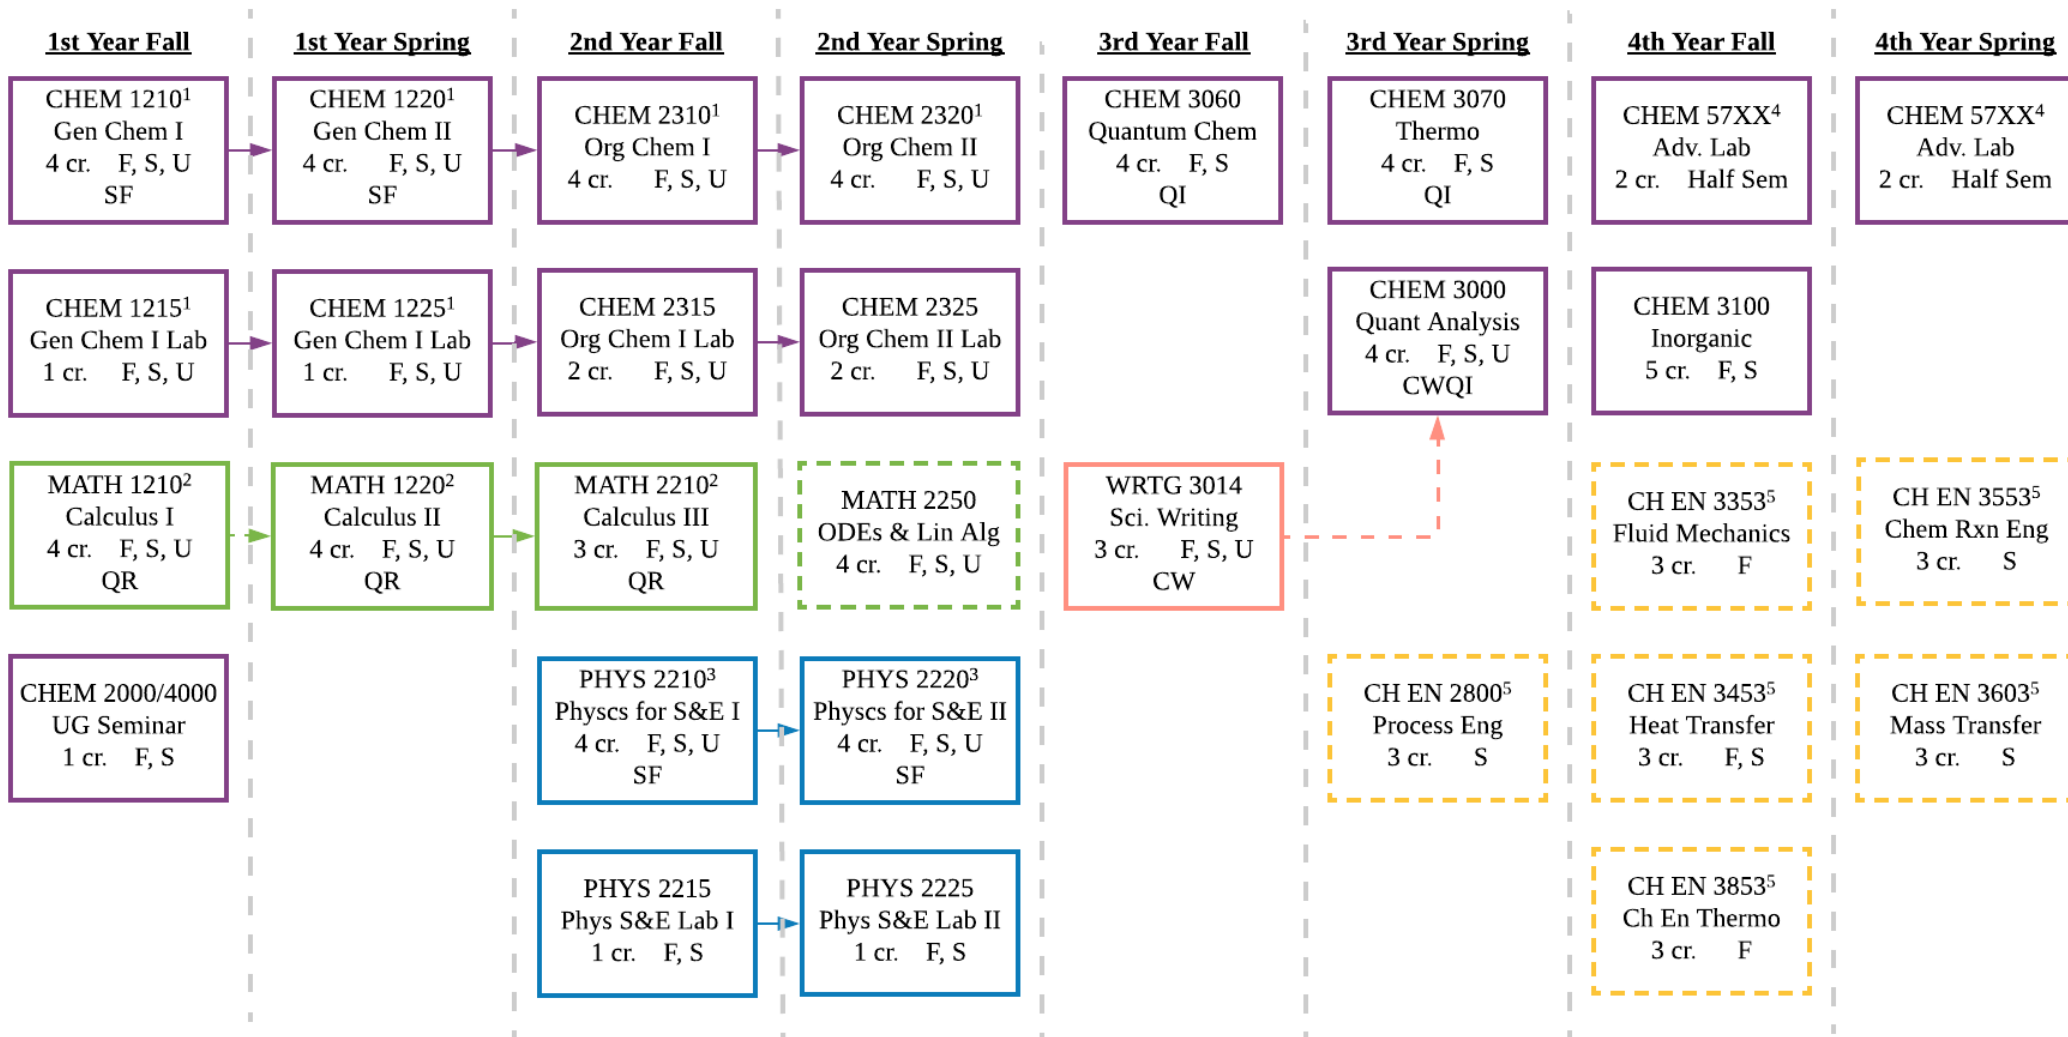 1st Year Fall
CHEM 1210¹
Gen Chem I
4 cr. F, S, U
SF
CHEM 1215¹
Gen Chem I Lab
1 cr. F, S, U
MATH 1210²
Calculus I
4 cr. F, S, U
QR
CHEM 2000/4000
UG Seminar
1 cr. F, S
1st Year Spring
CHEM 1220¹
Gen Chem II
4 cr. F, S, U
SF
CHEM 1225¹
Gen Chem I Lab
1 cr. F, S, U
MATH 1220²
Calculus II
4 cr. F, S, U
QR
2nd Year Fall
CHEM 2310¹
Org Chem I
4 cr. F, S, U
CHEM 2315
Org Chem I Lab
2 cr. F, S, U
MATH 2210²
Calculus III
3 cr. F, S, U
QR
PHYS 2210³
Physcs for S&E I
4 cr. F, S, U
SF
PHYS 2215
Phys S&E Lab I
1 cr. F, S
2nd Year Spring
CHEM 2320¹
Org Chem II
4 cr. F, S, U
CHEM 2325
Org Chem II Lab
2 cr. F, S, U
MATH 2250
ODEs & Lin Alg
4 cr. F, S, U
PHYS 2220³
Physcs for S&E II
4 cr. F, S, U
SF
PHYS 2225
Phys S&E Lab II
1 cr. F, S
3rd Year Fall
CHEM 3060
Quantum Chem
4 cr. F, S
QI
WRTG 3014
Sci. Writing
3 cr. F, S, U
CW
3rd Year Spring
CHEM 3070
Thermo
4 cr. F, S
QI
CHEM 3000
Quant Analysis
4 cr. F, S, U
CWQI
CH EN 2800⁵
Process Eng
3 cr. S
4th Year Fall
CHEM 57XX⁴
Adv. Lab
2 cr. Half Sem
CHEM 3100
Inorganic
5 cr. F, S
CH EN 3353⁵
Fluid Mechanics
3 cr. F
CH EN 3453⁵
Heat Transfer
3 cr. F, S
CH EN 3853⁵
Ch En Thermo
3 cr. F
4th Year Spring
CHEM 57XX⁴
Adv. Lab
2 cr. Half Sem
CH EN 3553⁵
Chem Rxn Eng
3 cr. S
CH EN 3603⁵
Mass Transfer
3 cr. S